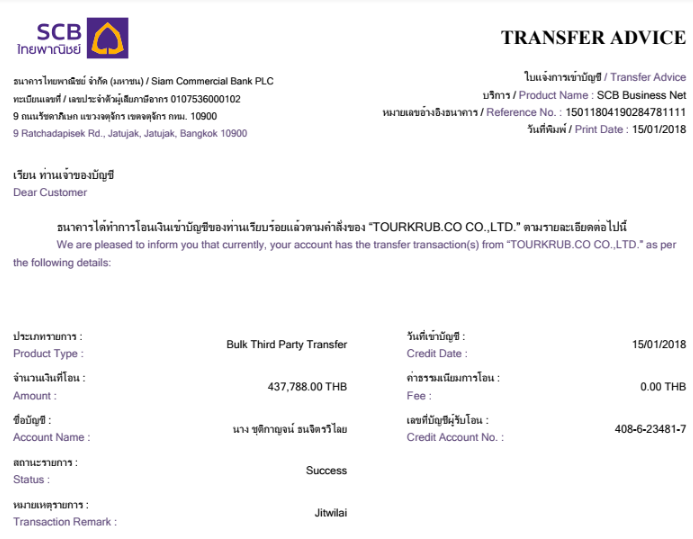 SCB
ไทยพาณิชย์
TRANSFER ADVICE
ธนาคารไทยพาณิชย์ จำกัด (มหาชน) / Siam Commercial Bank PLC
ทะเบียนเลขที่ / เลขประจำตัวผู้เสียภาษีอากร 0107536000102
9 ถนนรัชดาภิเษก แขวงจตุจักร เขตจตุจักร กทม. 10900
9 Ratchadapisek Rd., Jatujak, Jatujak, Bangkok 10900
ใบแจ้งการเข้าบัญชี / Transfer Advice
บริการ / Product Name : SCB Business Net
หมายเลขอ้างอิงธนาคาร / Reference No. : 15011804190284781111
วันที่พิมพ์ / Print Date : 15/01/2018
เรียน ท่านเจ้าของบัญชี
Dear Customer
ธนาคารได้ทำการโอนเงินเข้าบัญชีของท่านเรียบร้อยแล้วตามคำสั่งของ "TOURKRUB.CO CO.,LTD." ตามรายละเอียดต่อไปนี้
We are pleased to inform you that currently, your account has the transfer transaction(s) from "TOURKRUB.CO CO.,LTD." as per
the following details:
ประเภทรายการ :
Product Type :
Bulk Third Party Transfer
วันที่เข้าบัญชี :
Credit Date :
15/01/2018
จำนวนเงินที่โอน :
Amount :
437,788.00 THB
ค่าธรรมเนียมการโอน :
Fee :
0.00 THB
ชื่อบัญชี :
Account Name :
นาง ชุติกาญจน์ ธนจิตรวิไลย
เลขที่บัญชีผู้รับโอน :
Credit Account No. :
408-6-23481-7
สถานะรายการ :
Status :
Success
หมายเหตุรายการ :
Transaction Remark :
Jitwilai